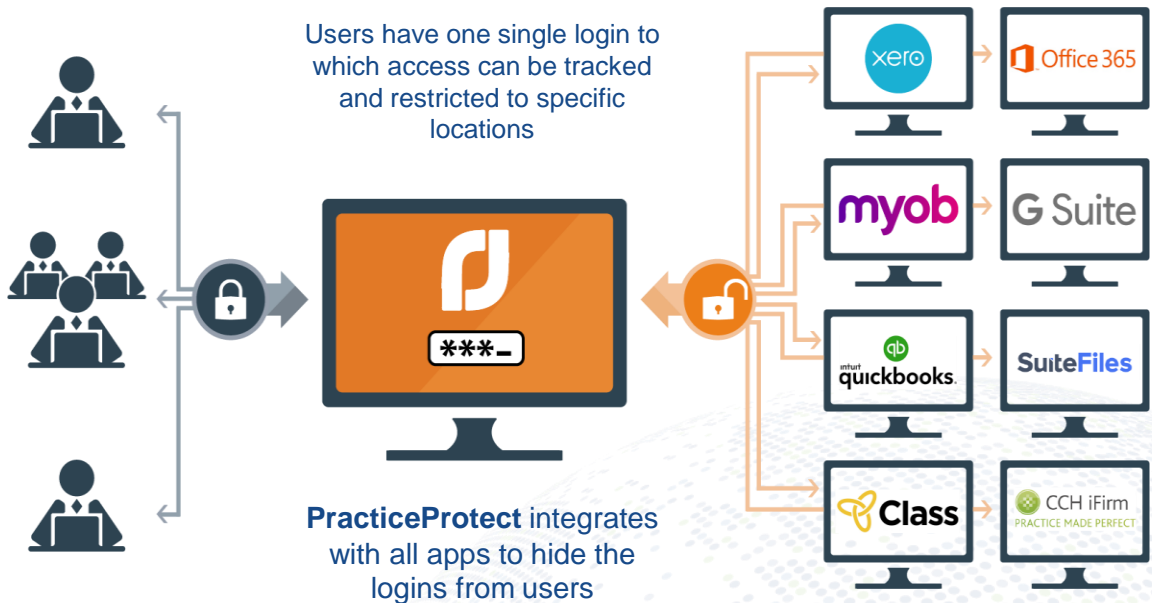 Users have one single login to
which access can be tracked
and restricted to specific
locations
xero
Office 365
myob
G Suite
***_
qb
intuit
quickbooks.
SuiteFiles
Class
CCH iFirm
PRACTICE MADE PERFECT
PracticeProtect integrates
with all apps to hide the
logins from users